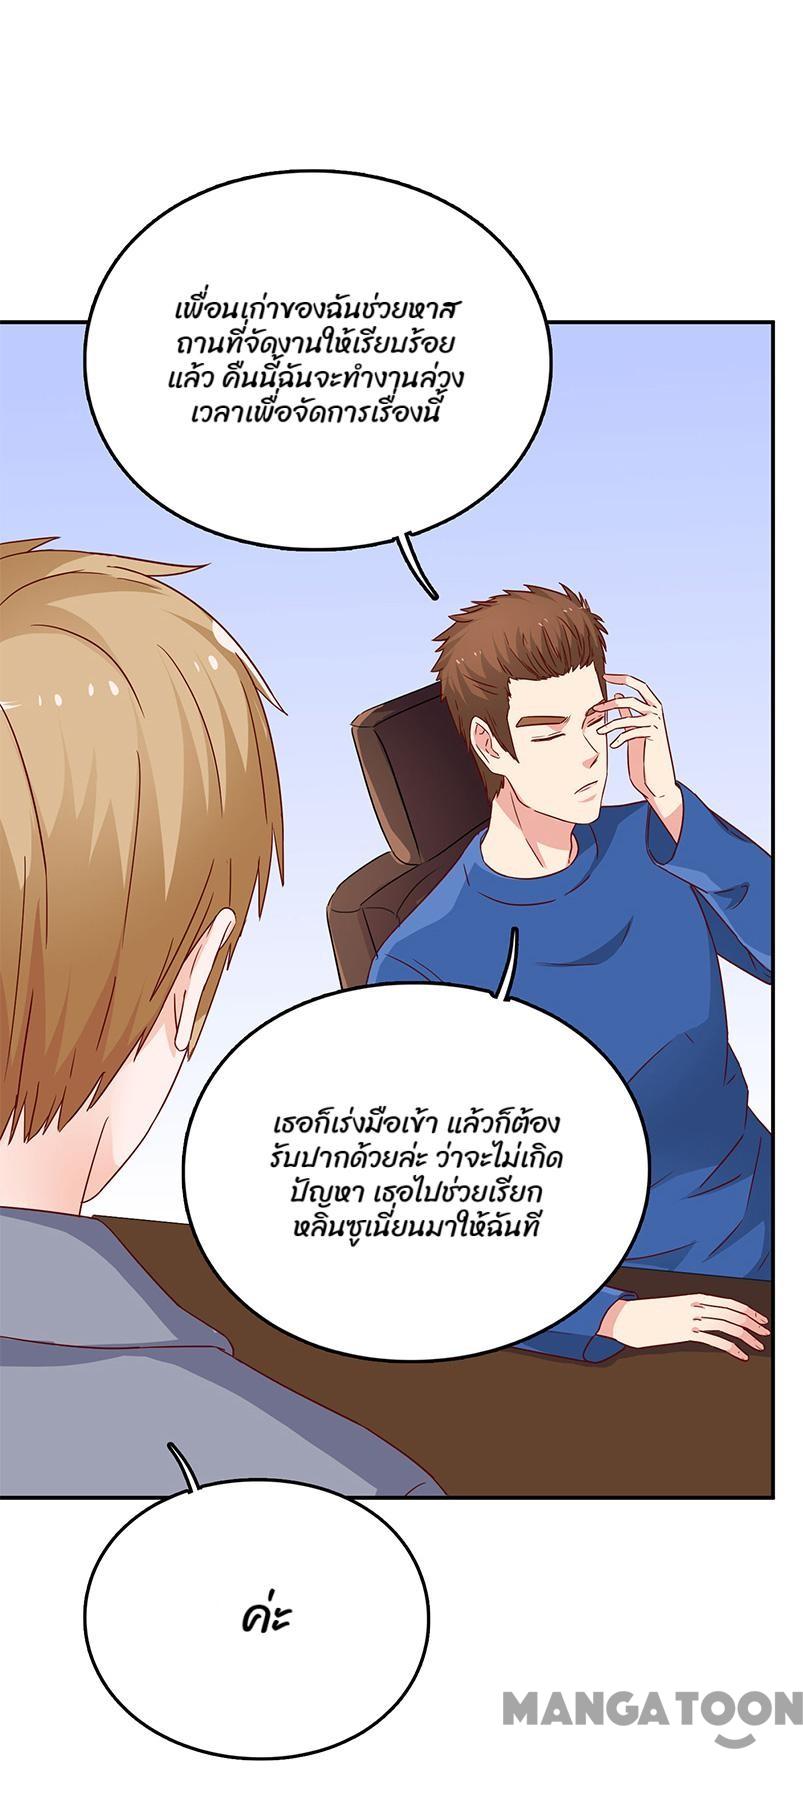 เพื่อนเก่าของฉันช่วยหาส
ถานที่จัดงานให้เรียบร้อย
แล้ว คืนนี้ฉันจะทำงานล่วง
เวลาเพื่อจัดการเรื่องนี้
เธอก็เร่งมือเข้า แล้วก็ต้อง
รับปากด้วยล่ะ ว่าจะไม่เกิด
ปัญหา เธอไปช่วยเรียก
หลินซูเนี่ยนมาให้ฉันที
ค่ะ
MANGATOON